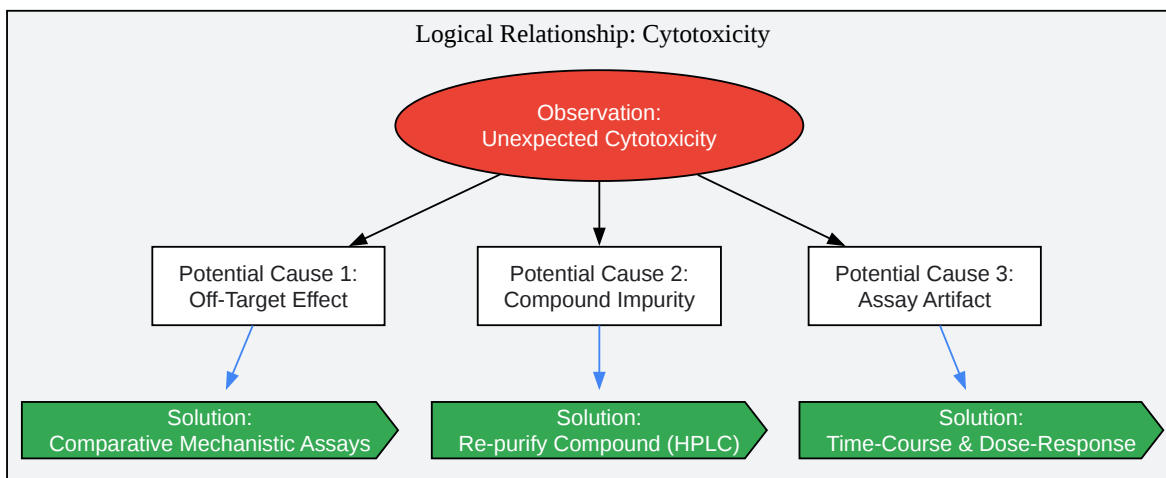 Logical Relationship: Cytotoxicity
Observation:
Unexpected Cytotoxicity
Potential Cause 1:
Off-Target Effect
Potential Cause 2:
Compound Impurity
Potential Cause 3:
Assay Artifact
Solution:
Comparative Mechanistic Assays
Solution:
Re-purify Compound (HPLC)
Solution:
Time-Course & Dose-Response